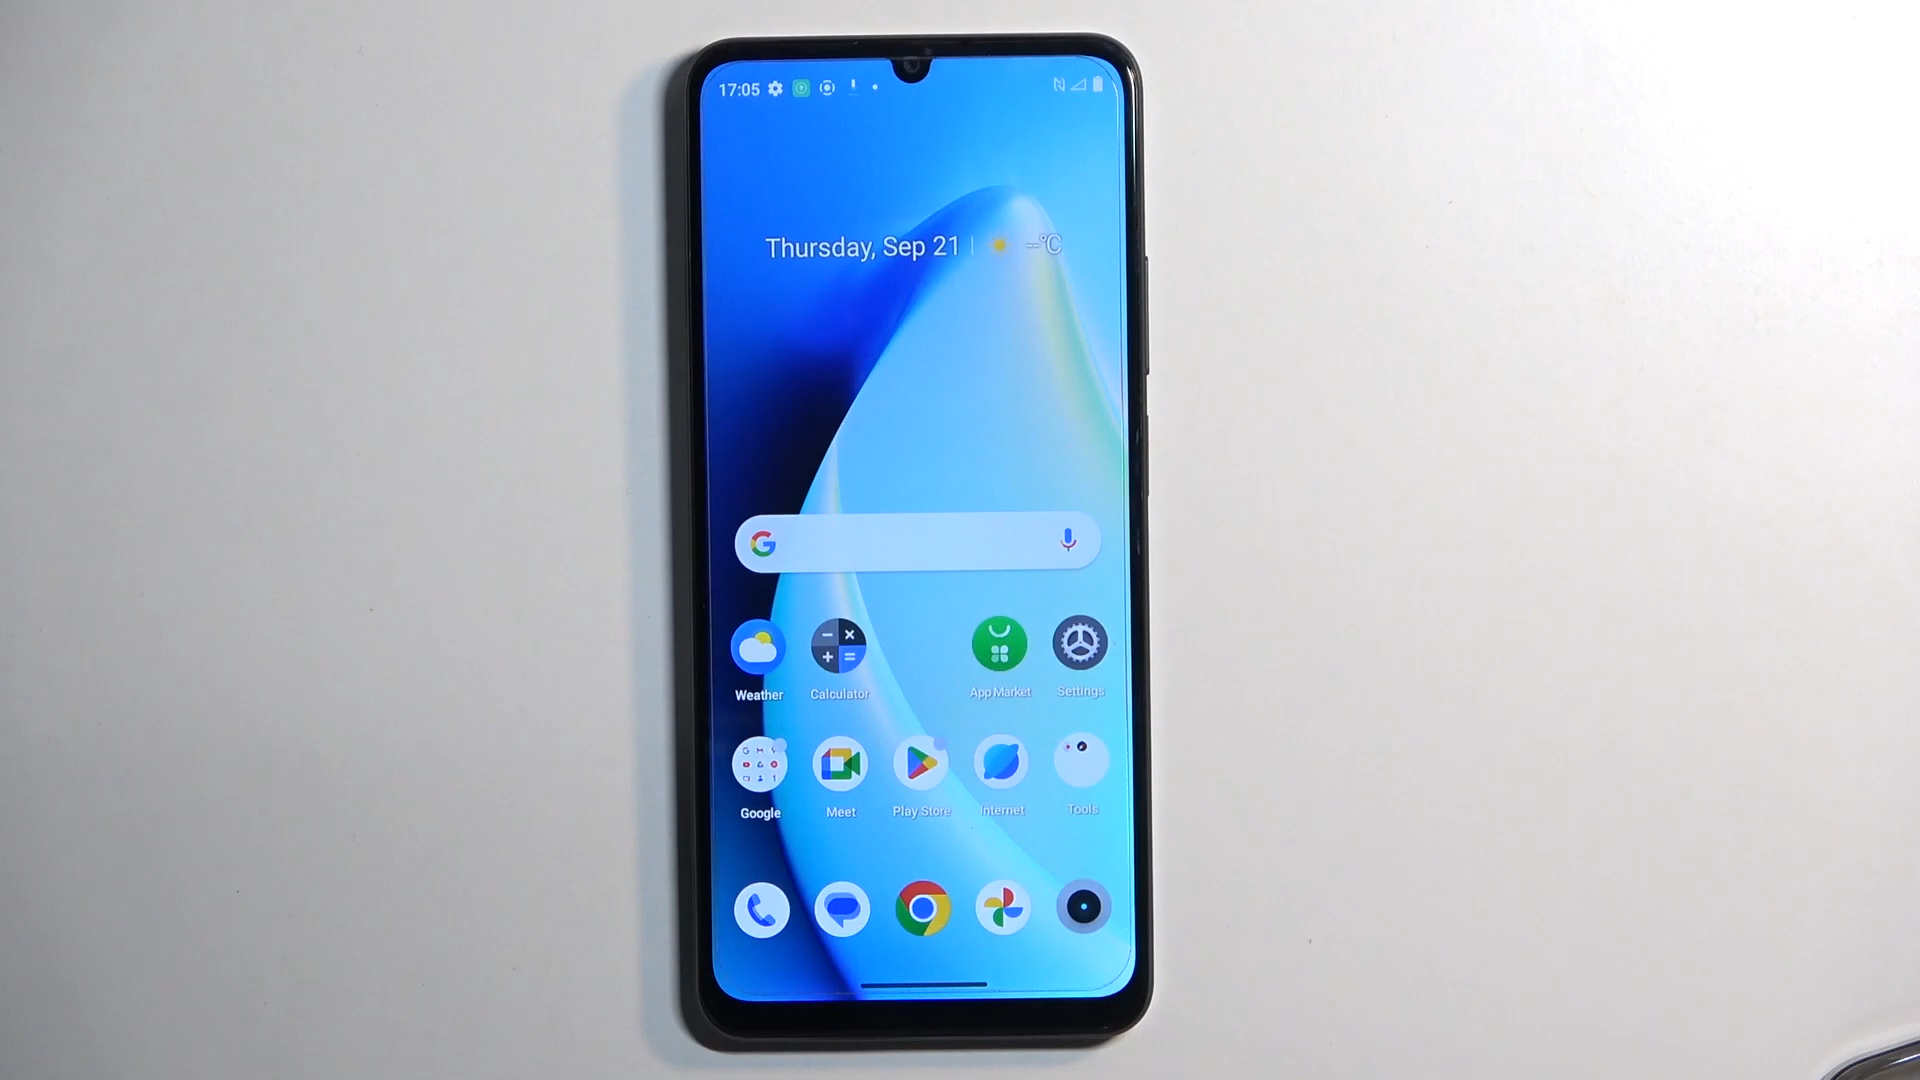 17:05
Thursday, Sep 21 | --°C
G
Weather Calculator App Market Settings
Google Meet Play Store Internet Tools